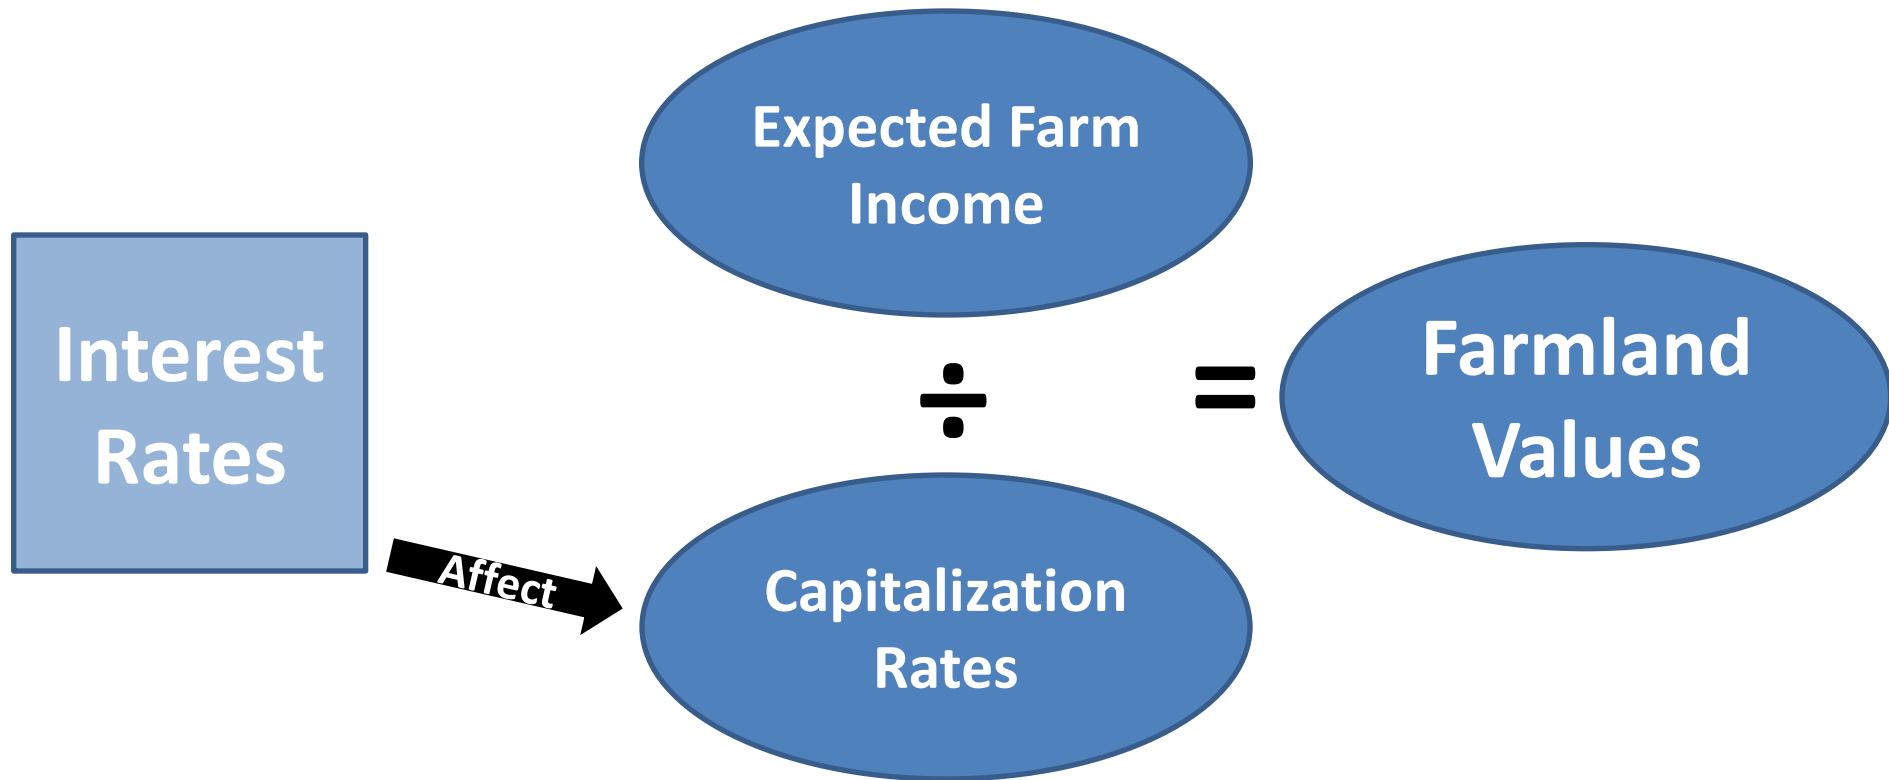 Expected Farm
Income
Interest
Rates
Affect
÷
=
Capitalization
Rates
Farmland
Values